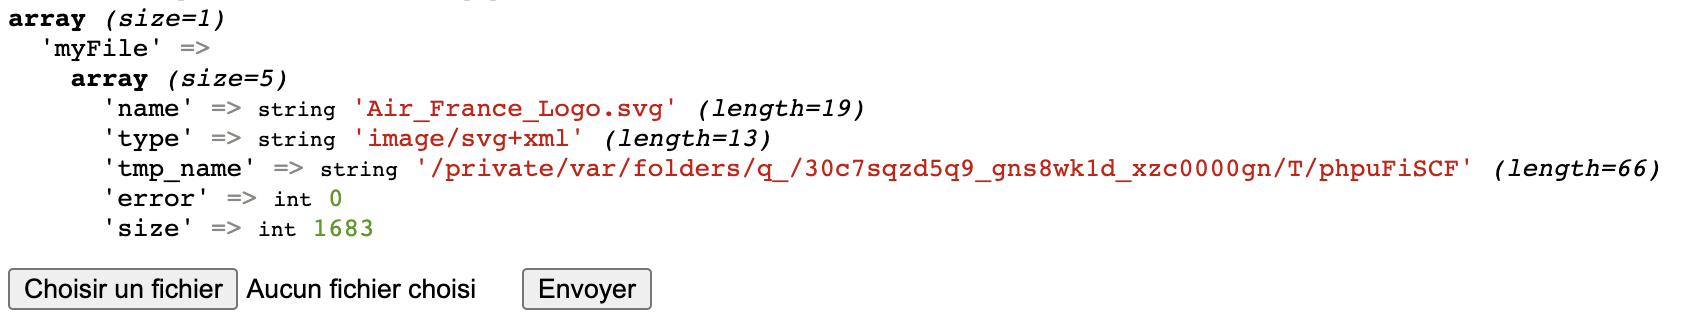 array (size=1)
'myFile' =>
array (size=5)
'name' => string 'Air_France_Logo.svg' (length=19)
'type' => string 'image/svg+xml' (length=13)
'tmp_name' => string '/private/var/folders/q_/30c7sqzd5q9_gns8wk1d_xzc0000gn/T/phpuFiSCF' (length=66)
'error' => int 0
'size' => int 1683
Choisir un fichier Aucun fichier choisi Envoyer